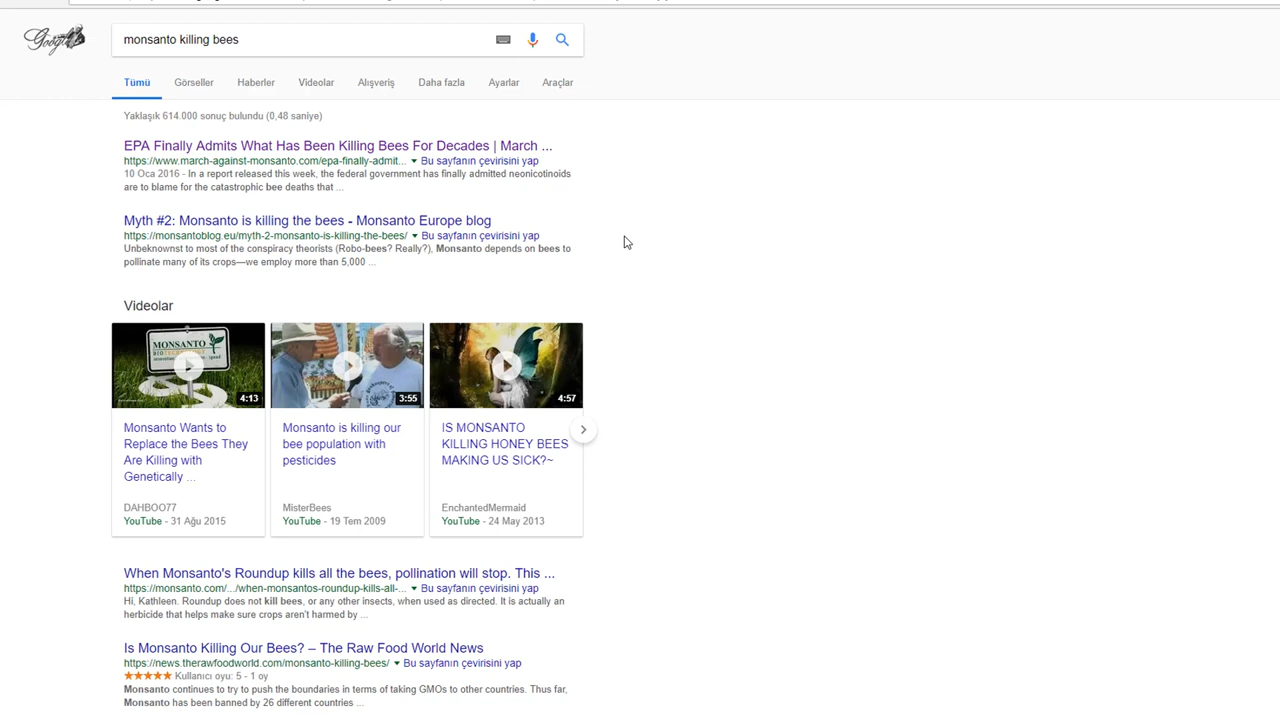 Google
monsanto killing bees
Tümü Görseller Haberler Videolar Alışveriş Daha fazla Ayarlar Araçlar
Yaklaşık 614.000 sonuç bulundu (0,48 saniye)
EPA Finally Admits What Has Been Killing Bees For Decades | March ...
https://www.march-against-monsanto.com/epa-finally-admit... Bu sayfanın çevirisini yap
10 Oca 2016 - In a report released this week, the federal government has finally admitted neonicotinoids
are to blame for the catastrophic bee deaths that ...
Myth #2: Monsanto is killing the bees - Monsanto Europe blog
https://monsantoblog.eu/myth-2-monsanto-is-killing-the-bees/ Bu sayfanın çevirisini yap
Unbeknownst to most of the conspiracy theorists (Robo-bees? Really?), Monsanto depends on bees to
pollinate many of its crops—we employ more than 5,000 ...
Videolar
MONSANTO
4:13
3:55
4:57
Monsanto Wants to
Replace the Bees They
Are Killing with
Genetically ...
DAHBOO77
YouTube - 31 Ağu 2015
Monsanto is killing our
bee population with
pesticides
MisterBees
YouTube - 19 Tem 2009
IS MONSANTO
KILLING HONEY BEES
MAKING US SICK?~
EnchantedMermaid
YouTube - 24 May 2013
When Monsanto's Roundup kills all the bees, pollination will stop. This ...
https://monsanto.com/.../when-monsantos-roundup-kills-all-... Bu sayfanın çevirisini yap
Hi, Kathleen. Roundup does not kill bees, or any other insects, when used as directed. It is actually an
herbicide that helps make sure crops aren't harmed by ...
Is Monsanto Killing Our Bees? – The Raw Food World News
https://news.therawfoodworld.com/monsanto-killing-bees/ Bu sayfanın çevirisini yap
Kullanıcı oyu: 5 - 1 oy
Monsanto continues to try to push the boundaries in terms of taking GMOs to other countries. Thus far,
Monsanto has been banned by 26 different countries ...